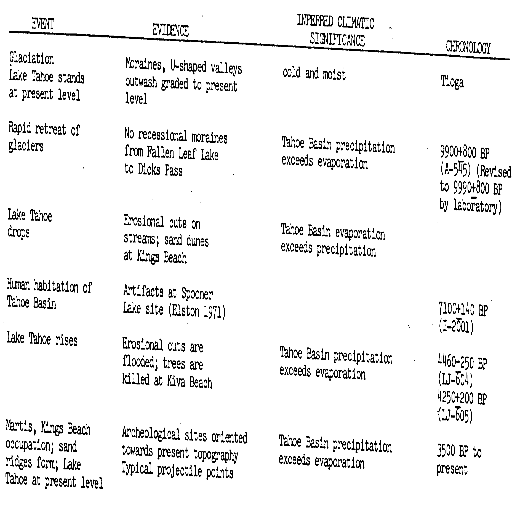 EVENT EVIDENCE INFERRED CLIMATIC SIGNIFICANCE CHRONOLOGY
Glaciation
Lake Tahoe stands
at present level
Moraines, U-shaped valleys
outwash graded to present
level
cold and moist
Tioga
Rapid retreat of
glaciers
No recessional moraines
from Fallen Leaf Lake
to Dicks Pass
Tahoe Basin precipitation
exceeds evaporation
9900+800 BP
(A-545) (Revised
to 9990+800 BP
by laboratory)
Lake Tahoe
drops
Erosional cuts on
streams; sand dunes
at Kings Beach
Tahoe Basin evaporation
exceeds precipitation
Human habitation of
Tahoe Basin
Artifacts at Spooner
Lake site (Elston 1971)
7100+140 BP
(I-2001)
Lake Tahoe rises
Erosional cuts are
flooded; trees are
killed at Kiva Beach
Tahoe Basin precipitation
exceeds evaporation
4460-250 BP
(LJ-604)
4250+200 BP
(LJ-605)
Martis, Kings Beach
occupation; sand
ridges form; Lake
Tahoe at present level
Archeological sites oriented
towards present topography
Typical projectile points
Tahoe Basin precipitation
exceeds evaporation
3500 BP to
present